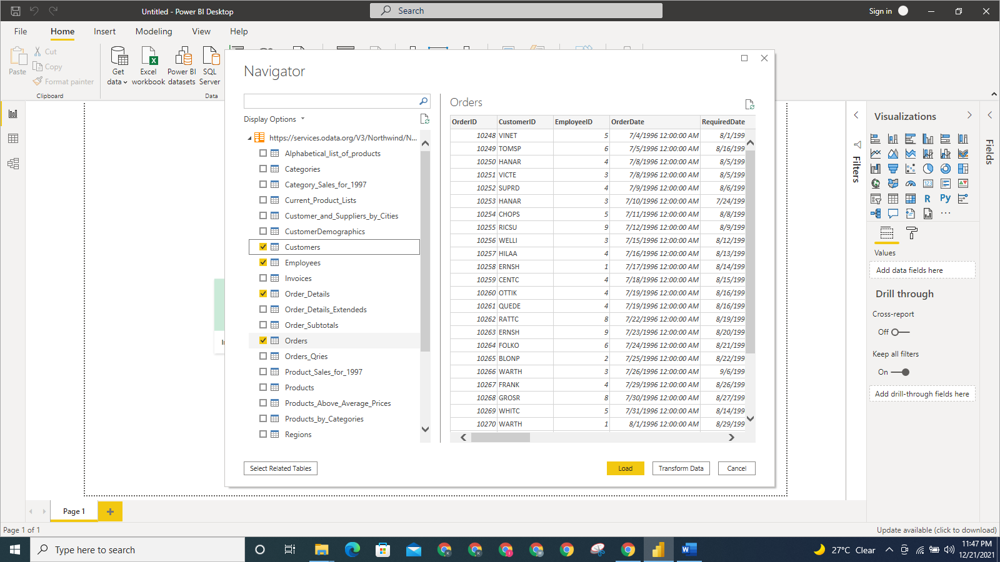 Untitled - Power BI Desktop
Search
Sign in
File
Home
Insert
Modeling
View
Help
Paste
Cut
Copy
Format painter
Clipboard
Get data
Excel workbook
Power BI datasets
SQL Server
Data
Navigator
Display Options
https://services.odata.org/V3/Northwind/N...
Alphabetical_list_of_products
Categories
Category_Sales_for_1997
Current_Product_Lists
Customer_and_Suppliers_by_Cities
CustomerDemographics
Customers
Employees
Invoices
Order_Details
Order_Details_Extendeds
Order_Subtotals
Orders
Orders_Qries
Product_Sales_for_1997
Products
Products_Above_Average_Prices
Products_by_Categories
Regions
Orders
OrderID CustomerID EmployeeID OrderDate RequiredDate
10248 VINET 5 7/4/1996 12:00:00 AM 8/1/199
10249 TOMSP 6 7/5/1996 12:00:00 AM 8/16/199
10250 HANAR 4 7/8/1996 12:00:00 AM 8/5/199
10251 VICTE 3 7/8/1996 12:00:00 AM 8/5/199
10252 SUPRD 4 7/9/1996 12:00:00 AM 8/6/199
10253 HANAR 3 7/10/1996 12:00:00 AM 7/24/199
10254 CHOPS 5 7/11/1996 12:00:00 AM 8/8/199
10255 RICSU 9 7/12/1996 12:00:00 AM 8/9/199
10256 WELLI 3 7/15/1996 12:00:00 AM 8/12/199
10257 HILAA 4 7/16/1996 12:00:00 AM 8/13/199
10258 ERNSH 1 7/17/1996 12:00:00 AM 8/14/199
10259 CENTC 4 7/18/1996 12:00:00 AM 8/15/199
10260 OTTIK 4 7/19/1996 12:00:00 AM 8/16/199
10261 QUEDE 4 7/19/1996 12:00:00 AM 8/16/199
10262 RATTC 8 7/22/1996 12:00:00 AM 8/19/199
10263 ERNSH 9 7/23/1996 12:00:00 AM 8/20/199
10264 FOLKO 6 7/24/1996 12:00:00 AM 8/21/199
10265 BLONP 2 7/25/1996 12:00:00 AM 8/22/199
10266 WARTH 3 7/26/1996 12:00:00 AM 9/6/199
10267 FRANK 4 7/29/1996 12:00:00 AM 8/26/199
10268 GROSR 8 7/30/1996 12:00:00 AM 8/27/199
10269 WHITC 5 7/31/1996 12:00:00 AM 8/14/199
10270 WARTH 1 8/1/1996 12:00:00 AM 8/29/199
Select Related Tables
Load
Transform Data
Cancel
Filters
Visualizations
Fields
R
Py
Values
Add data fields here
Drill through
Cross-report
Off
Keep all filters
On
Add drill-through fields here
Page 1
Page 1 of 1
Update available (click to download)
Type here to search
27°C Clear
11:47 PM
12/21/2021